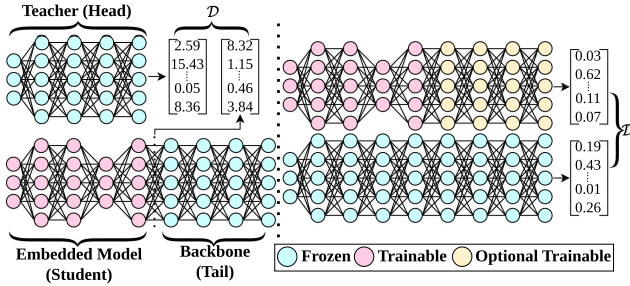 Teacher (Head)
𝒟
2.59
15.43
0.05
8.36
8.32
1.15
0.46
3.84
Embedded Model
(Student)
Backbone
(Tail)
0.03
0.62
0.11
0.07
0.19
0.43
0.01
0.26
𝒟
Frozen Trainable Optional Trainable